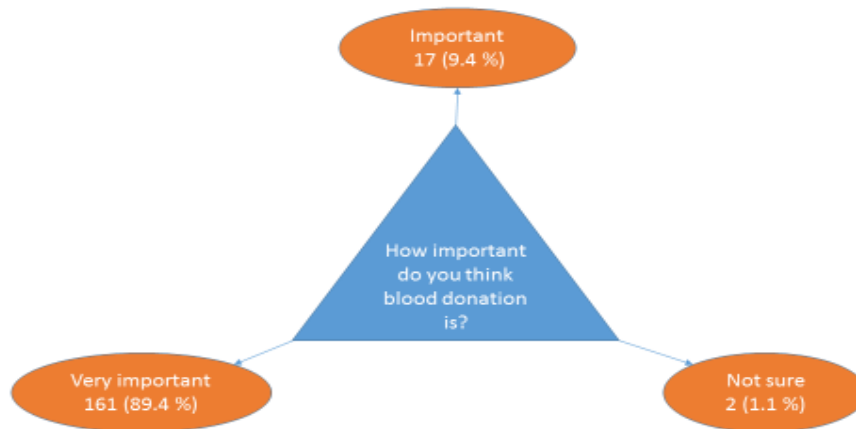 Important
17 (9.4 %)
How important
do you think
blood donation
is?
Very important
161 (89.4 %)
Not sure
2 (1.1 %)